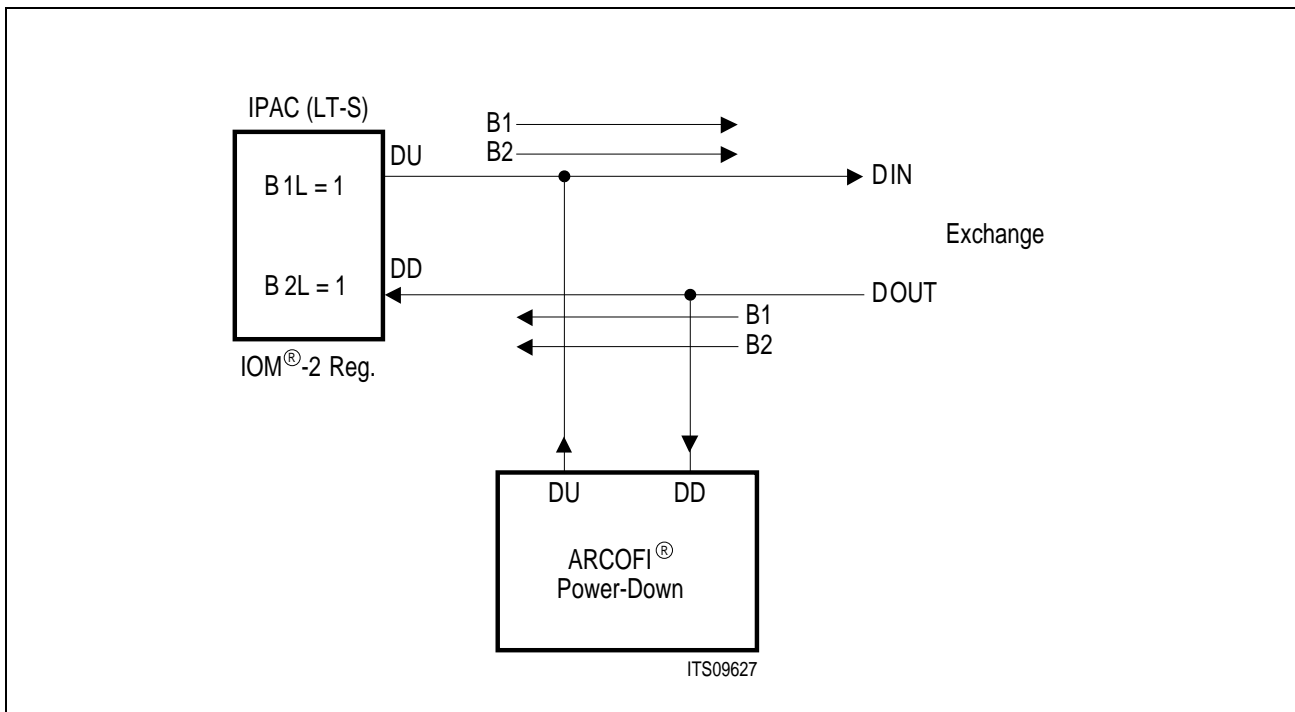 IPAC (LT-S)
B1
B2
DU
DIN
B 1L = 1
Exchange
DD
B 2L = 1
DOUT
B1
B2
IOM®-2 Reg.
DU DD
ARCOFI®
Power-Down
ITS09627